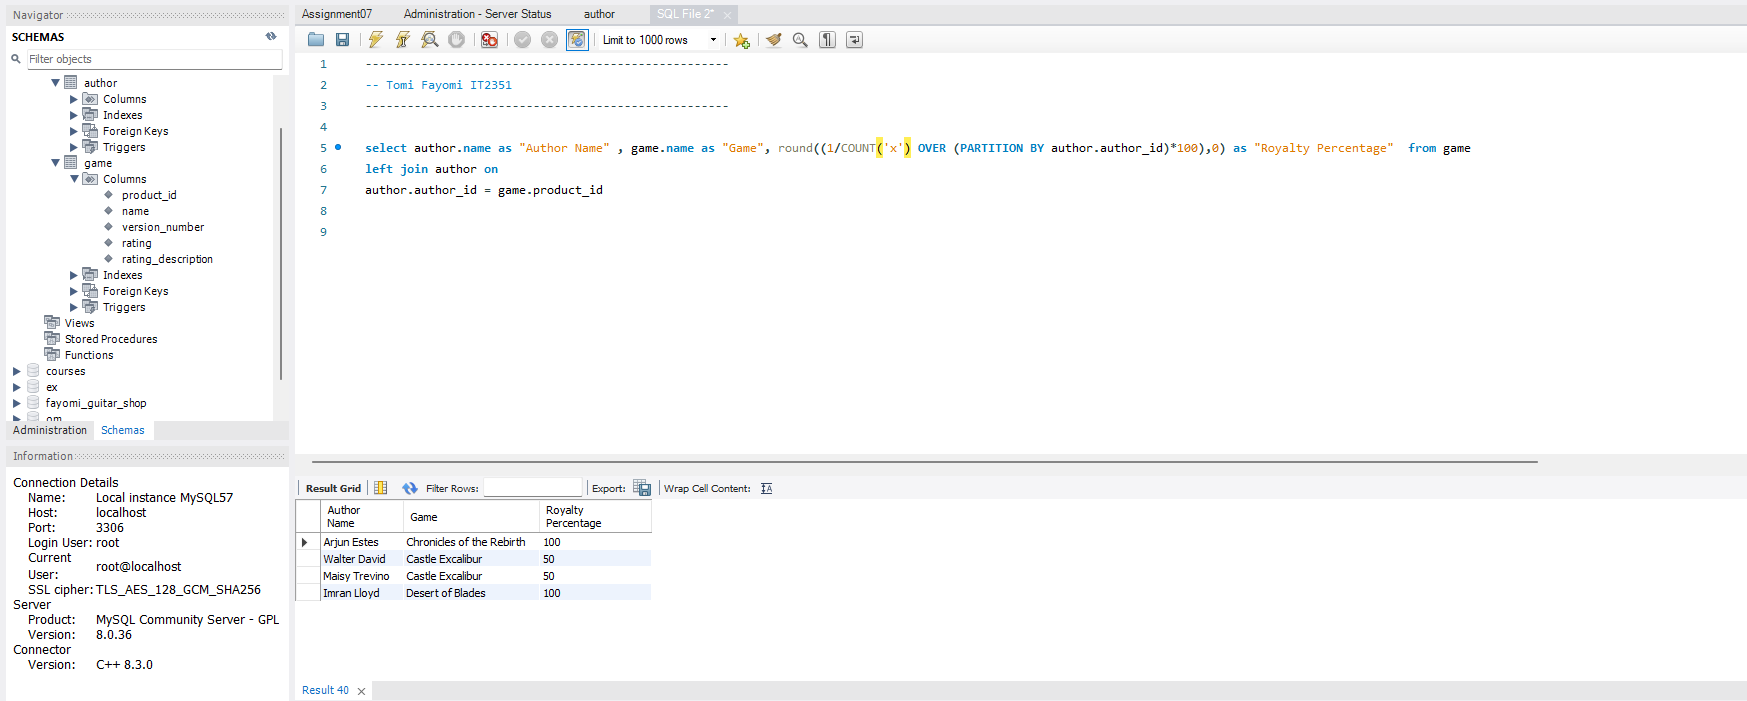 Navigator
SCHEMAS
Filter objects
author
Columns
Indexes
Foreign Keys
Triggers
game
Columns
product_id
name
version_number
rating
rating_description
Indexes
Foreign Keys
Triggers
Views
Stored Procedures
Functions
courses
ex
fayomi_guitar_shop
om
Administration Schemas
Information
Connection Details
Name: Local instance MySQL57
Host: localhost
Port: 3306
Login User: root
Current User: root@localhost
SSL cipher: TLS_AES_128_GCM_SHA256
Server
Product: MySQL Community Server - GPL
Version: 8.0.36
Connector
Version: C++ 8.3.0
Assignment07 Administration - Server Status author SQL File 2*
Limit to 1000 rows
1 ----------------------------------------------------
2 -- Tomi Fayomi IT2351
3 ----------------------------------------------------
4
5 select author.name as "Author Name" , game.name as "Game", round((1/COUNT('x') OVER (PARTITION BY author.author_id)*100),0) as "Royalty Percentage" from game
6 left join author on
7 author.author_id = game.product_id
8
9
Result Grid Filter Rows: Export: Wrap Cell Content:
Author Name Game Royalty Percentage
Arjun Estes Chronicles of the Rebirth 100
Walter David Castle Excalibur 50
Maisy Trevino Castle Excalibur 50
Imran Lloyd Desert of Blades 100
Result 40